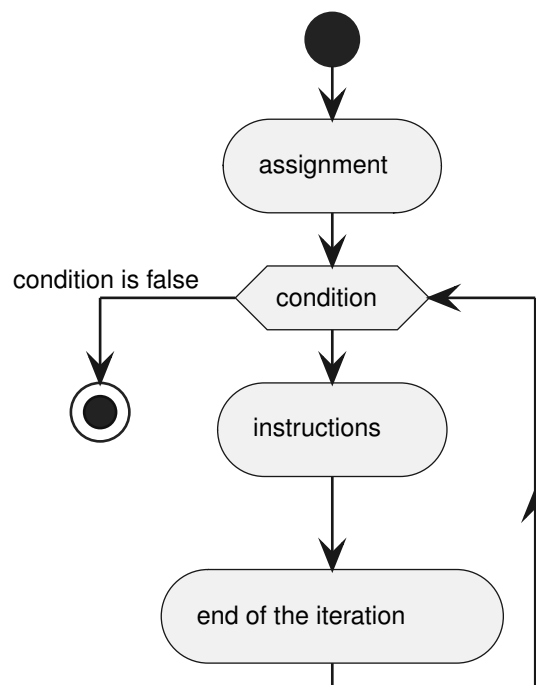 assignment
condition is false
condition
instructions
end of the iteration